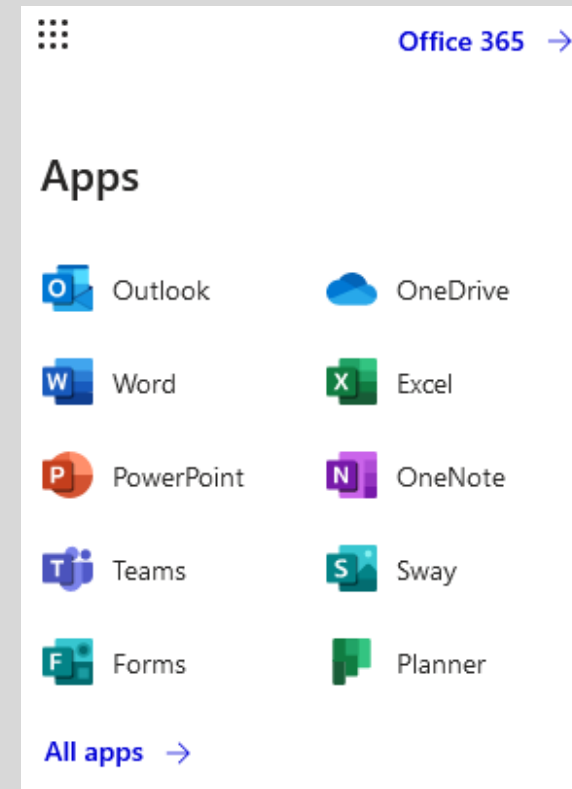 Office 365 →
Apps
O Outlook OneDrive
W Word X Excel
P PowerPoint N OneNote
T Teams S Sway
F Forms Planner
All apps →